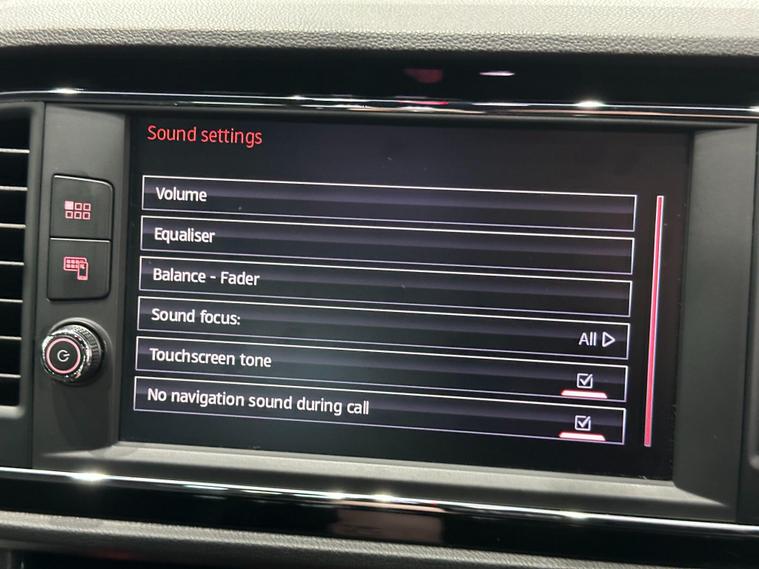 Sound settings
Volume
Equaliser
Balance - Fader
Sound focus:
All
Touchscreen tone
No navigation sound during call